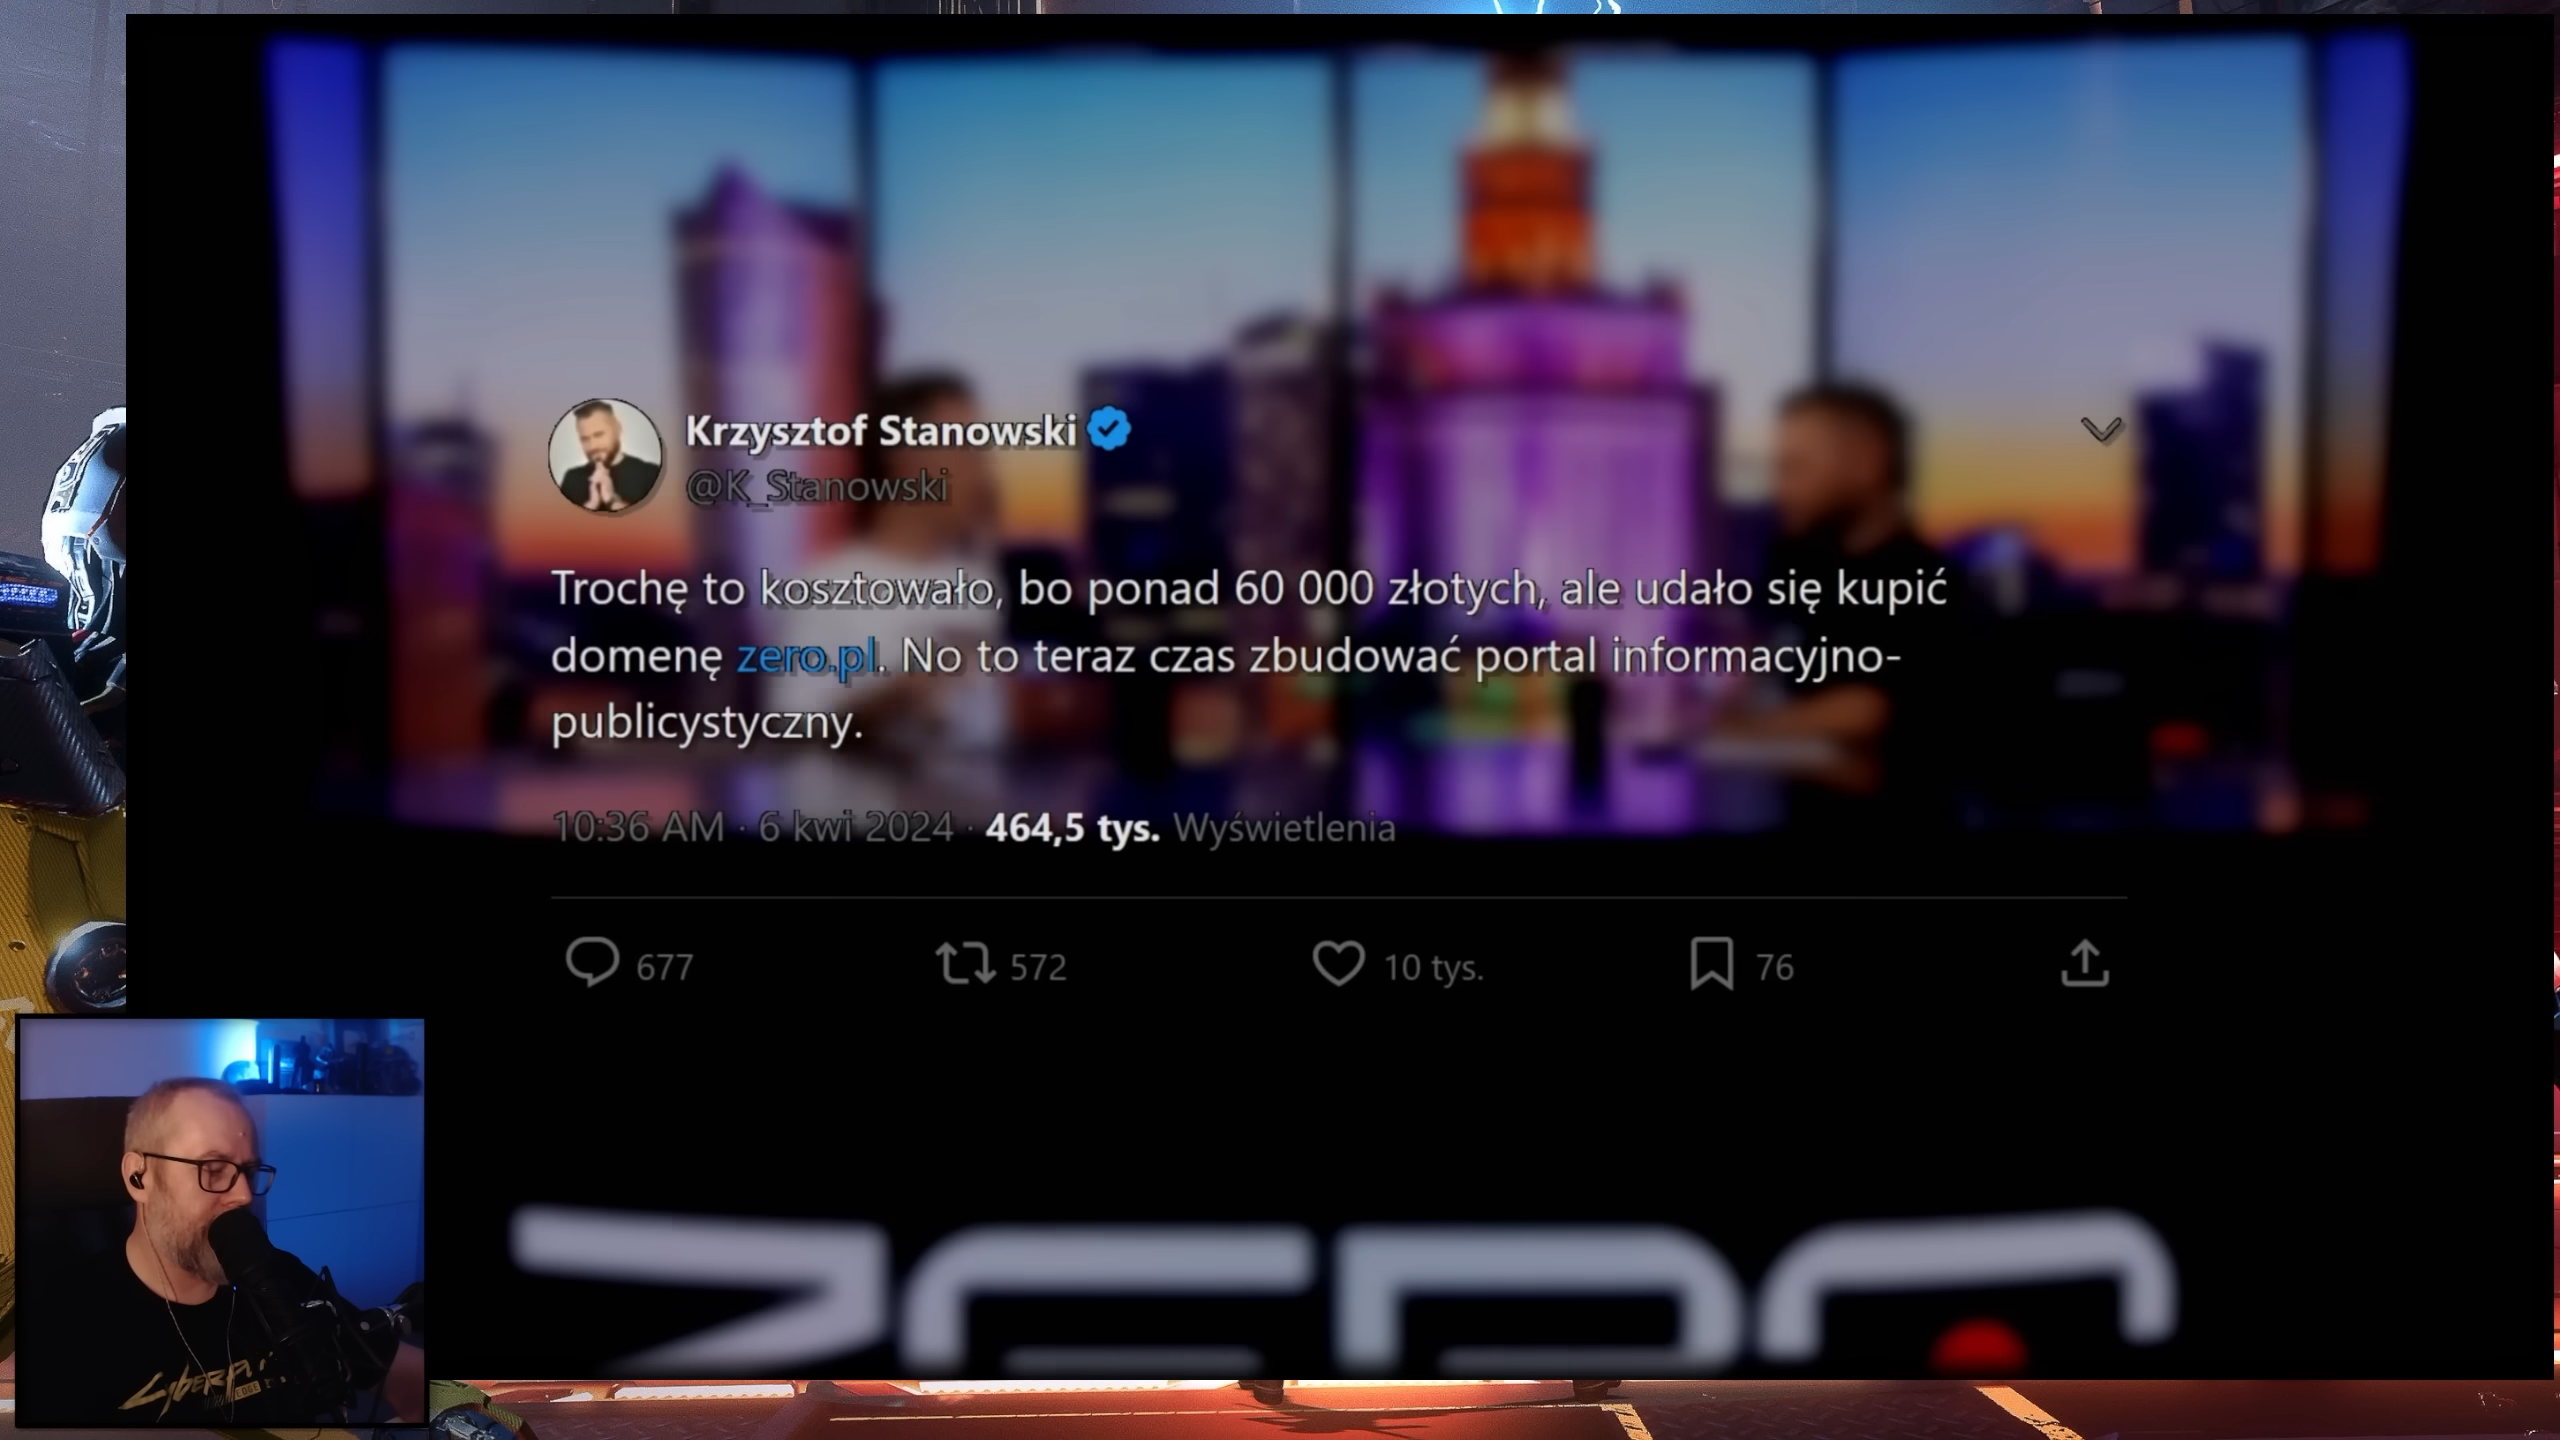 Krzysztof Stanowski
@K_Stanowski
Trochę to kosztowało, bo ponad 60 000 złotych, ale udało się kupić
domenę zero.pl. No to teraz czas zbudować portal informacyjno-
publicystyczny.
10:36 AM · 6 kwi 2024 · 464,5 tys. Wyświetlenia
677 572 10 tys. 76
ZERO